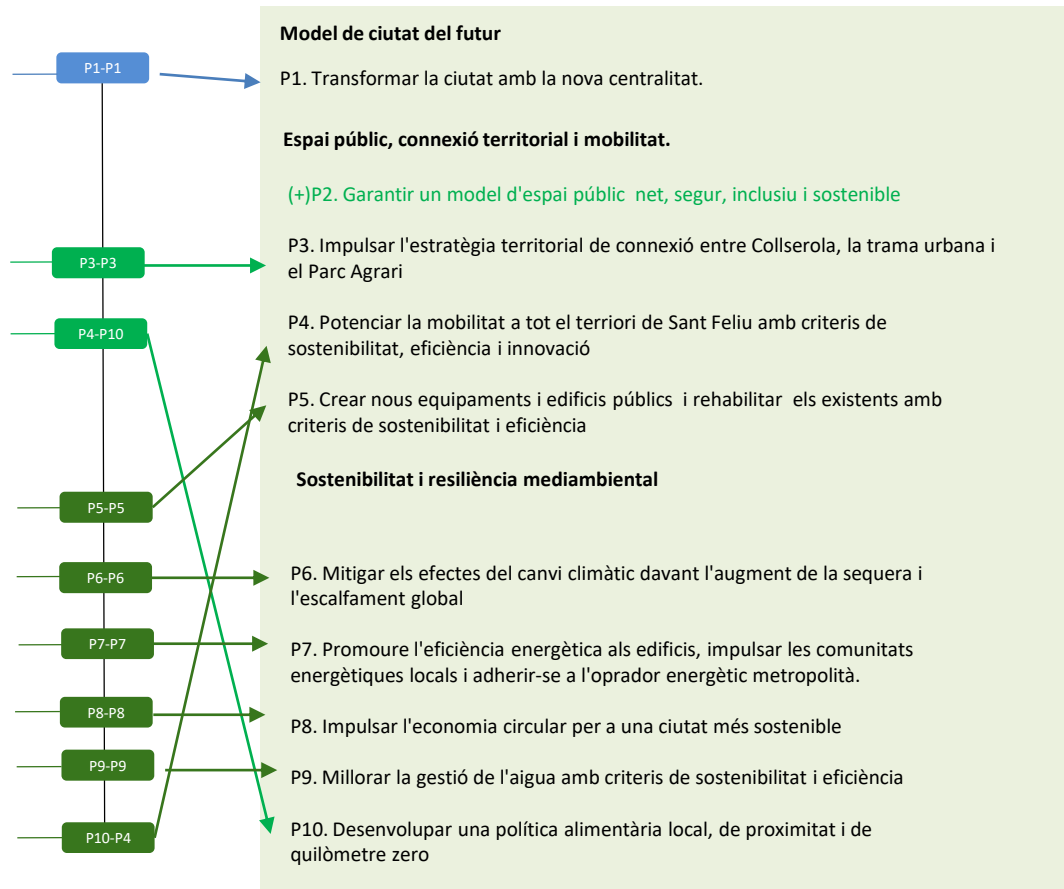 Model de ciutat del futur
P1-P1
P1. Transformar la ciutat amb la nova centralitat.
Espai públic, connexió territorial i mobilitat.
(+)P2. Garantir un model d'espai públic net, segur, inclusiu i sostenible
P3-P3
P3. Impulsar l'estratègia territorial de connexió entre Collserola, la trama urbana i
el Parc Agrari
P4-P10
P4. Potenciar la mobilitat a tot el terriori de Sant Feliu amb criteris de
sostenibilitat, eficiència i innovació
P5. Crear nous equipaments i edificis públics i rehabilitar els existents amb
criteris de sostenibilitat i eficiència
Sostenibilitat i resiliència mediambiental
P5-P5
P6-P6
P6. Mitigar els efectes del canvi climàtic davant l'augment de la sequera i
l'escalfament global
P7-P7
P7. Promoure l'eficiència energètica als edificis, impulsar les comunitats
energètiques locals i adherir-se a l'oprador energètic metropolità.
P8-P8
P8. Impulsar l'economia circular per a una ciutat més sostenible
P9-P9
P9. Millorar la gestió de l'aigua amb criteris de sostenibilitat i eficiència
P10-P4
P10. Desenvolupar una política alimentària local, de proximitat i de
quilòmetre zero